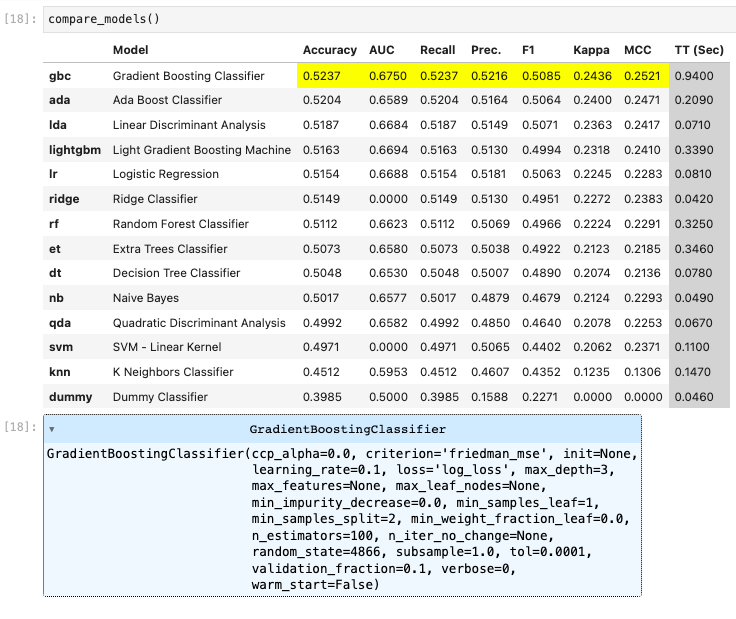 [18]: compare_models()
Model Accuracy AUC Recall Prec. F1 Kappa MCC TT (Sec)
gbc Gradient Boosting Classifier 0.5237 0.6750 0.5237 0.5216 0.5085 0.2436 0.2521 0.9400
ada Ada Boost Classifier 0.5204 0.6589 0.5204 0.5164 0.5064 0.2400 0.2471 0.2090
lda Linear Discriminant Analysis 0.5187 0.6684 0.5187 0.5149 0.5071 0.2363 0.2417 0.0710
lightgbm Light Gradient Boosting Machine 0.5163 0.6694 0.5163 0.5130 0.4994 0.2318 0.2410 0.3390
lr Logistic Regression 0.5154 0.6688 0.5154 0.5181 0.5063 0.2245 0.2283 0.0810
ridge Ridge Classifier 0.5149 0.0000 0.5149 0.5130 0.4951 0.2272 0.2383 0.0420
rf Random Forest Classifier 0.5112 0.6623 0.5112 0.5069 0.4966 0.2224 0.2291 0.3250
et Extra Trees Classifier 0.5073 0.6580 0.5073 0.5038 0.4922 0.2123 0.2185 0.3460
dt Decision Tree Classifier 0.5048 0.6530 0.5048 0.5007 0.4890 0.2074 0.2136 0.0780
nb Naive Bayes 0.5017 0.6577 0.5017 0.4879 0.4679 0.2124 0.2293 0.0490
qda Quadratic Discriminant Analysis 0.4992 0.6582 0.4992 0.4850 0.4640 0.2078 0.2253 0.0670
svm SVM - Linear Kernel 0.4971 0.0000 0.4971 0.5065 0.4402 0.2062 0.2371 0.1100
knn K Neighbors Classifier 0.4512 0.5953 0.4512 0.4607 0.4352 0.1235 0.1306 0.1470
dummy Dummy Classifier 0.3985 0.5000 0.3985 0.1588 0.2271 0.0000 0.0000 0.0460
[18]: ▾ GradientBoostingClassifier
GradientBoostingClassifier(ccp_alpha=0.0, criterion='friedman_mse', init=None,
learning_rate=0.1, loss='log_loss', max_depth=3,
max_features=None, max_leaf_nodes=None,
min_impurity_decrease=0.0, min_samples_leaf=1,
min_samples_split=2, min_weight_fraction_leaf=0.0,
n_estimators=100, n_iter_no_change=None,
random_state=4866, subsample=1.0, tol=0.0001,
validation_fraction=0.1, verbose=0,
warm_start=False)